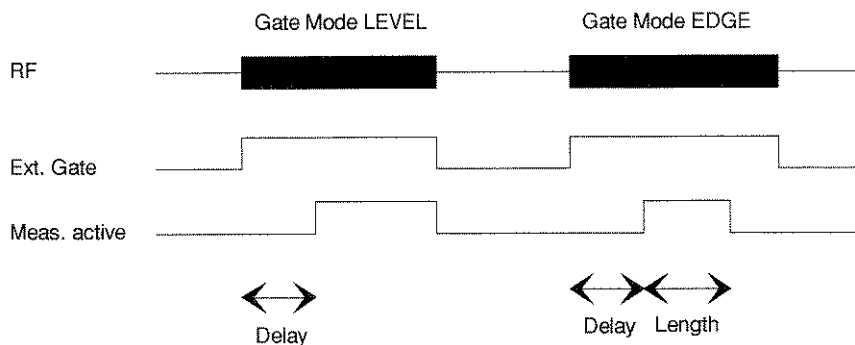 Gate Mode LEVEL Gate Mode EDGE
RF
Ext. Gate
Meas. active
Delay Delay Length